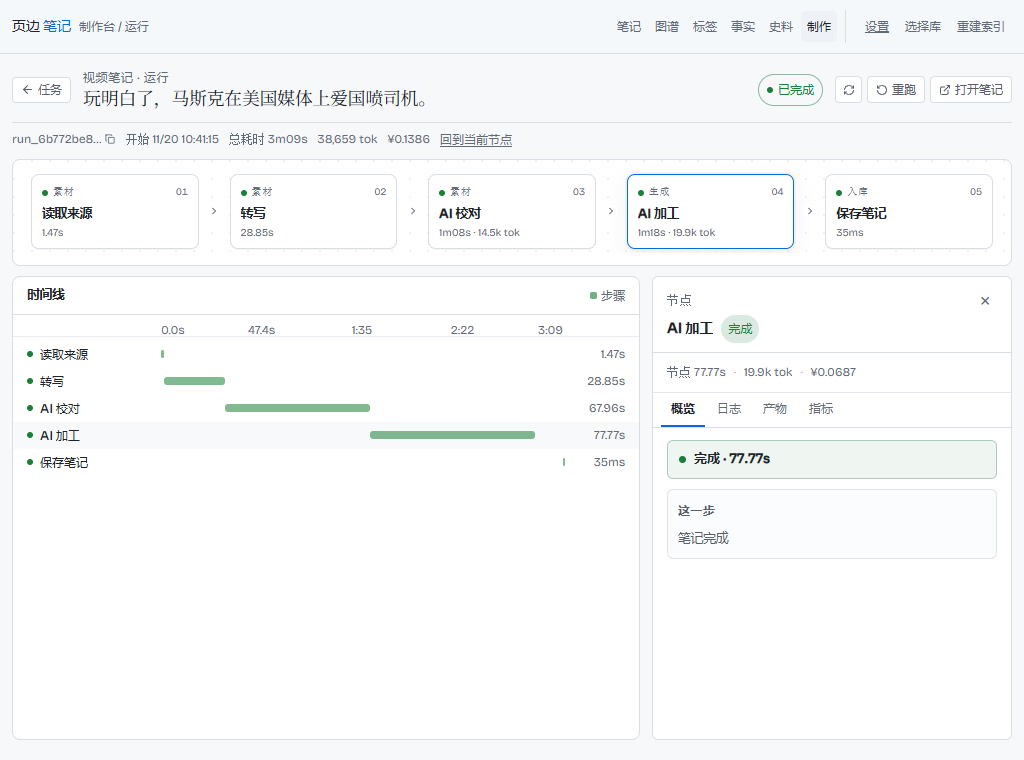 页边 笔记 制作台 / 运行 笔记 图谱 标签 事实 史料 制作 设置 选择库 重建索引
← 任务
视频笔记 · 运行
玩明白了，马斯克在美国媒体上爱国喷司机。
已完成 重跑 打开笔记
run_6b772be8... 开始 11/20 10:41:15 总耗时 3m09s 38,659 tok ¥0.1386 回到当前节点
素材 01
读取来源
1.47s
素材 02
转写
28.85s
素材 03
AI 校对
1m08s · 14.5k tok
生成 04
AI 加工
1m18s · 19.9k tok
入库 05
保存笔记
35ms
时间线 步骤
0.0s 47.4s 1:35 2:22 3:09
读取来源 1.47s
转写 28.85s
AI 校对 67.96s
AI 加工 77.77s
保存笔记 35ms
节点
AI 加工 完成
节点 77.77s · 19.9k tok · ¥0.0687
概览 日志 产物 指标
完成 · 77.77s
这一步
笔记完成